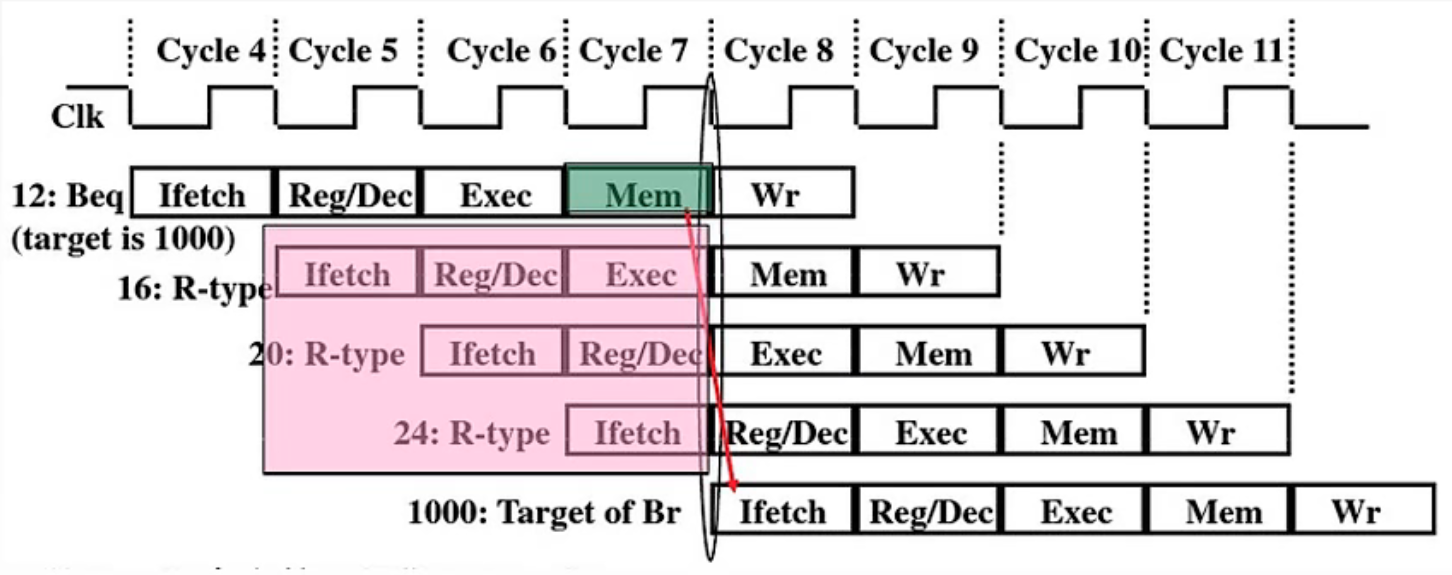 Cycle 4 Cycle 5 Cycle 6 Cycle 7 Cycle 8 Cycle 9 Cycle 10 Cycle 11
Clk
12: Beq Ifetch Reg/Dec Exec Mem Wr
(target is 1000)
16: R-type Ifetch Reg/Dec Exec Mem Wr
20: R-type Ifetch Reg/Dec Exec Mem Wr
24: R-type Ifetch Reg/Dec Exec Mem Wr
1000: Target of Br Ifetch Reg/Dec Exec Mem Wr